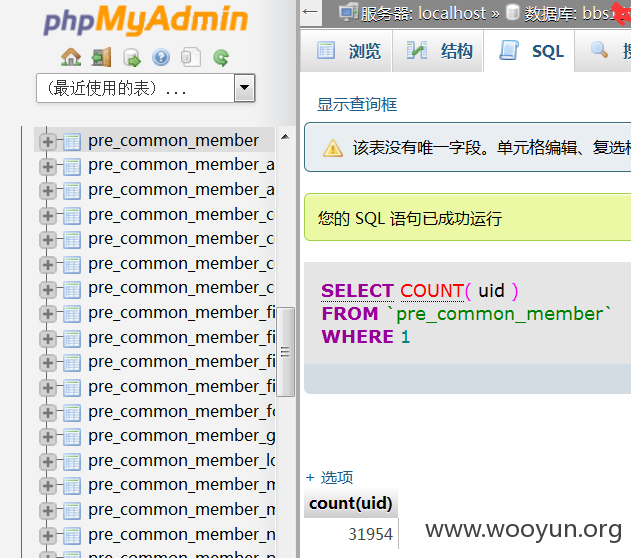 phpMyAdmin
（最近使用的表）...
pre_common_member
pre_common_member_a
pre_common_member_a
pre_common_member_c
pre_common_member_c
pre_common_member_c
pre_common_member_c
pre_common_member_fi
pre_common_member_fi
pre_common_member_fi
pre_common_member_fi
pre_common_member_fo
pre_common_member_g
pre_common_member_lo
pre_common_member_m
pre_common_member_m
pre_common_member_n
服务器: localhost » 数据库: bbs
浏览 结构 SQL
显示查询框
该表没有唯一字段。单元格编辑、复选
您的 SQL 语句已成功运行
SELECT COUNT( uid )
FROM `pre_common_member`
WHERE 1
+ 选项
count(uid)
31954
www.wooyun.org